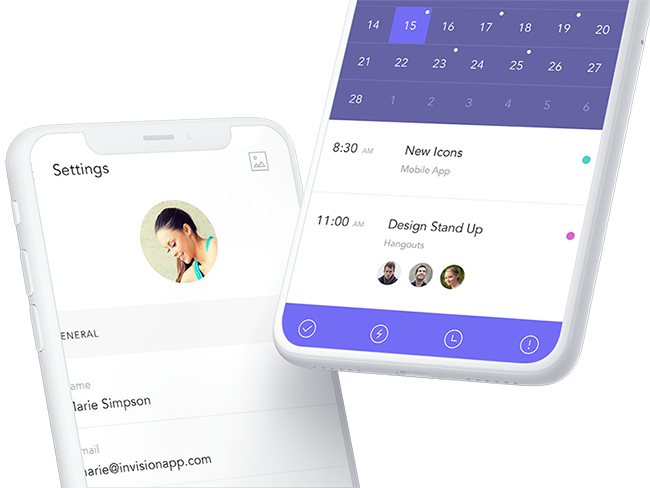 Settings
ENERAL
ame
Marie Simpson
mail
marie@invisionapp.com
14 15 16 17 18 19 20
21 22 23 24 25 26 27
28 1 2 3 4 5 6
8:30 AM New Icons
Mobile App
11:00 AM Design Stand Up
Hangouts